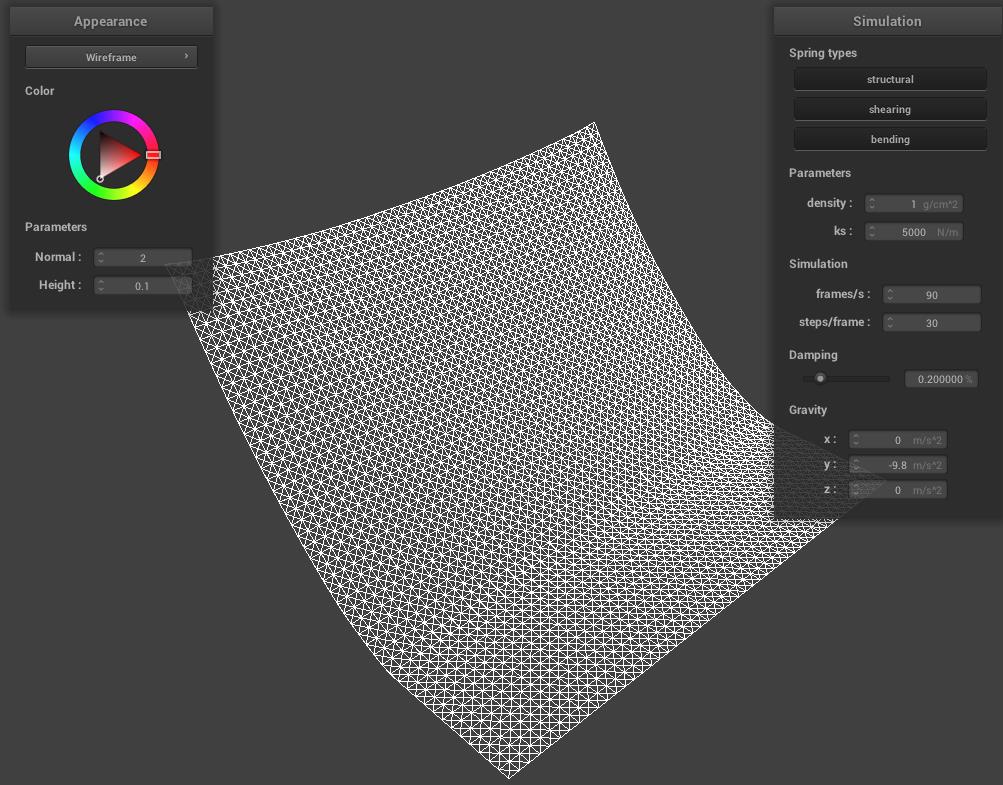 Appearance
Wireframe
Color
Parameters
Normal : 2
Height : 0.1
Simulation
Spring types
structural
shearing
bending
Parameters
density : 1 g/cm^2
ks : 5000 N/m
Simulation
frames/s : 90
steps/frame : 30
Damping
0.200000 %
Gravity
x : 0 m/s^2
y : -9.8 m/s^2
z : 0 m/s^2